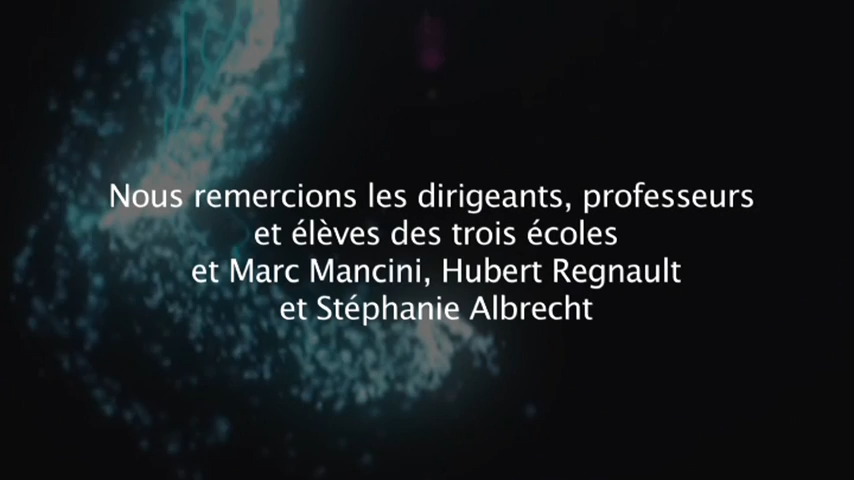 Nous remercions les dirigeants, professeurs
et élèves des trois écoles
et Marc Mancini, Hubert Regnault
et Stéphanie Albrecht